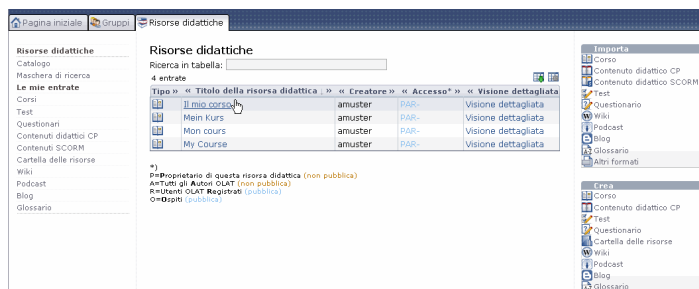 Pagina iniziale Gruppi Risorse didattiche
Risorse didattiche
Catalogo
Maschera di ricerca
Le mie entrate
Corsi
Test
Questionari
Contenuti didattici CP
Contenuti SCORM
Cartella delle risorse
Wiki
Podcast
Blog
Glossario
Risorse didattiche
Ricerca in tabella:
4 entrate
Tipo » « Titolo della risorsa didattica ↓ » « Creatore » « Accesso* » « Visione dettagliata
Il mio corso amuster PAR- Visione dettagliata
Mein Kurs amuster PAR- Visione dettagliata
Mon cours amuster PAR- Visione dettagliata
My Course amuster PAR- Visione dettagliata
*)
P=Proprietario di questa risorsa didattica (non pubblica)
A=Tutti gli Autori OLAT (non pubblica)
R=Utenti OLAT Registrati (pubblica)
O=Ospiti (pubblica)
Importa
Corso
Contenuto didattico CP
Contenuto didattico SCORM
Test
Questionario
Wiki
Podcast
Blog
Glossario
Altri formati
Crea
Corso
Contenuto didattico CP
Test
Questionario
Cartella delle risorse
Wiki
Podcast
Blog
Glossario